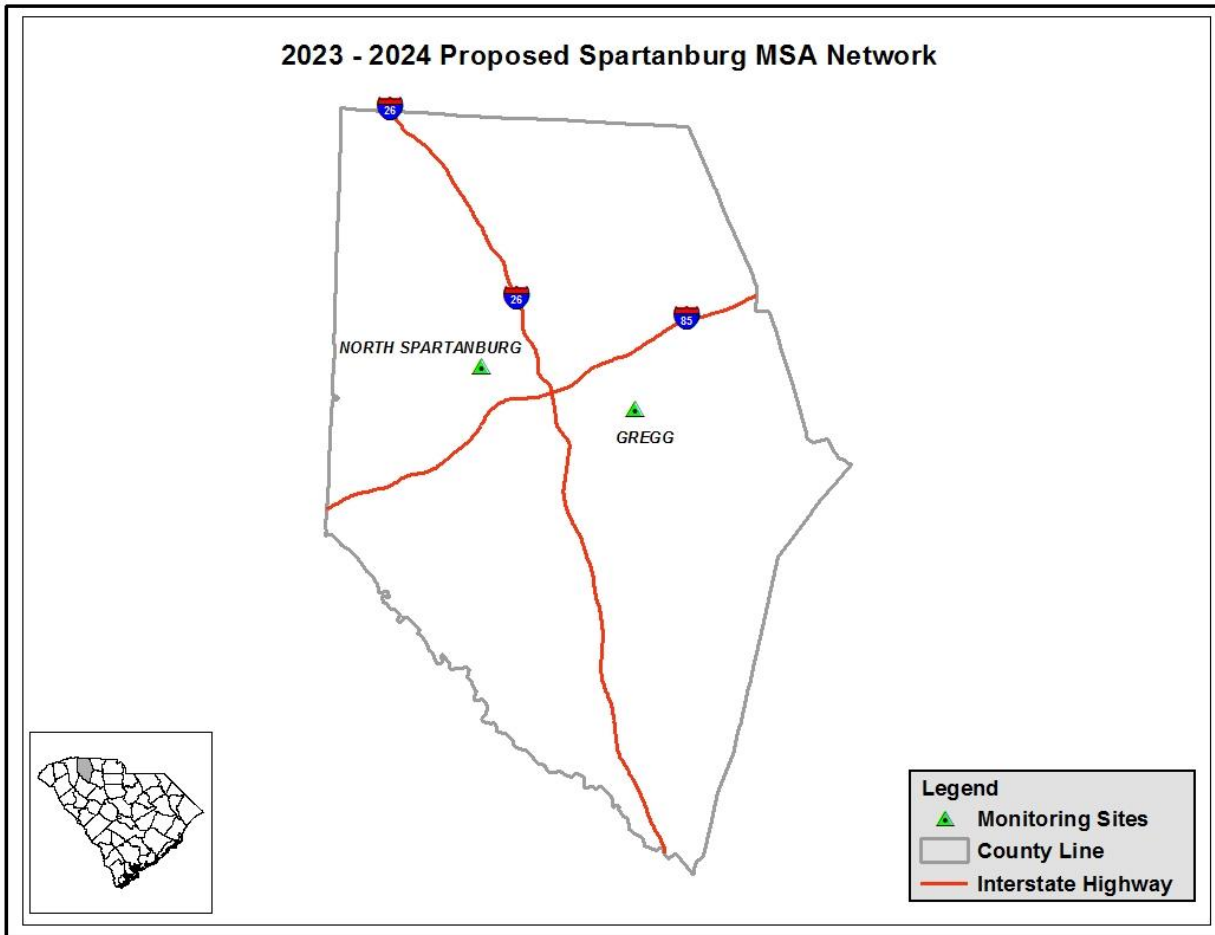 2023 - 2024 Proposed Spartanburg MSA Network
26
26
85
NORTH SPARTANBURG
GREGG
Legend
Monitoring Sites
County Line
Interstate Highway